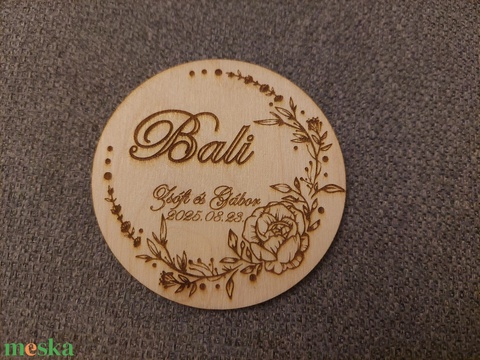 Bali
Zsófi és Gábor
2025.08.23.
meska